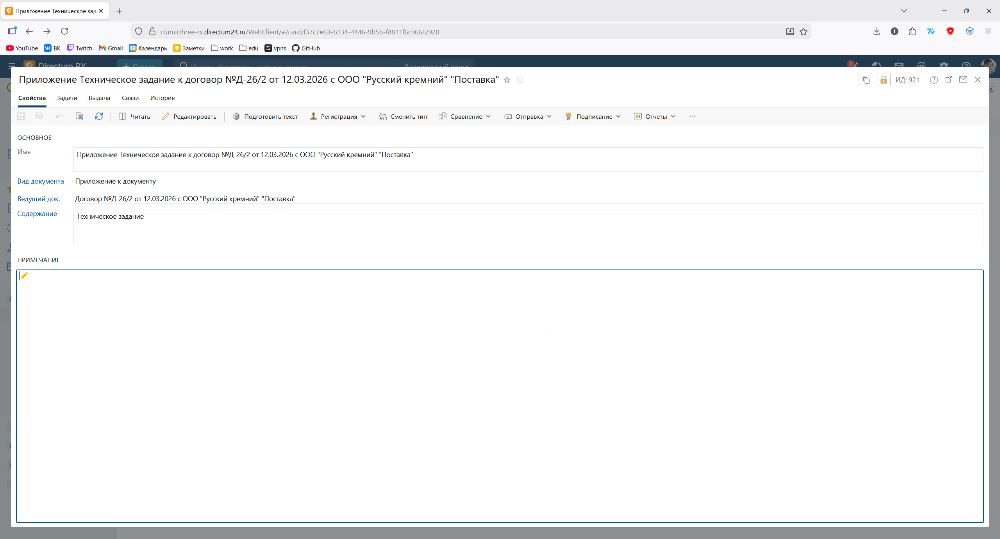 Приложение Техническое зад
rtumirthree-rx.directum24.ru/WebClient/#/card/f37c7e63-b134-4446-9b5b-f8811f6c9666/920
YouTube ВК Twitch Gmail Календарь Заметки work edu vpns GitHub
Directum RX Создать Искать документы, задания, прочее Расширенный поиск 1 NEW
Приложение Техническое задание к договор №Д-26/2 от 12.03.2026 с ООО "Русский кремний" "Поставка" ИД: 921
Свойства Задачи Выдача Связи История
Читать Редактировать Подготовить текст Регистрация Сменить тип Сравнение Отправка Подписание Отчеты
ОСНОВНОЕ
Имя Приложение Техническое задание к договор №Д-26/2 от 12.03.2026 с ООО "Русский кремний" "Поставка"
Вид документа Приложение к документу
Ведущий док. Договор №Д-26/2 от 12.03.2026 с ООО "Русский кремний" "Поставка"
Содержание Техническое задание
ПРИМЕЧАНИЕ